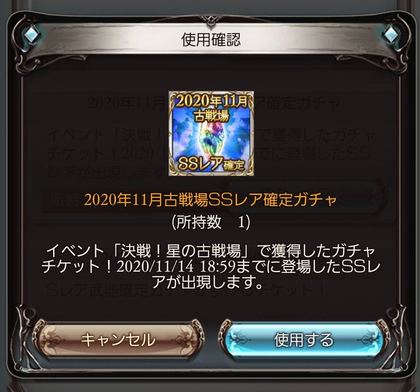 使用確認
2020年11月
古戦場
SSレア確定
2020年11月古戦場SSレア確定ガチャ
(所持数 1)
イベント「決戦！星の古戦場」で獲得したガチャ
チケット！2020/11/14 18:59までに登場したSSレ
アが出現します。
キャンセル
使用する